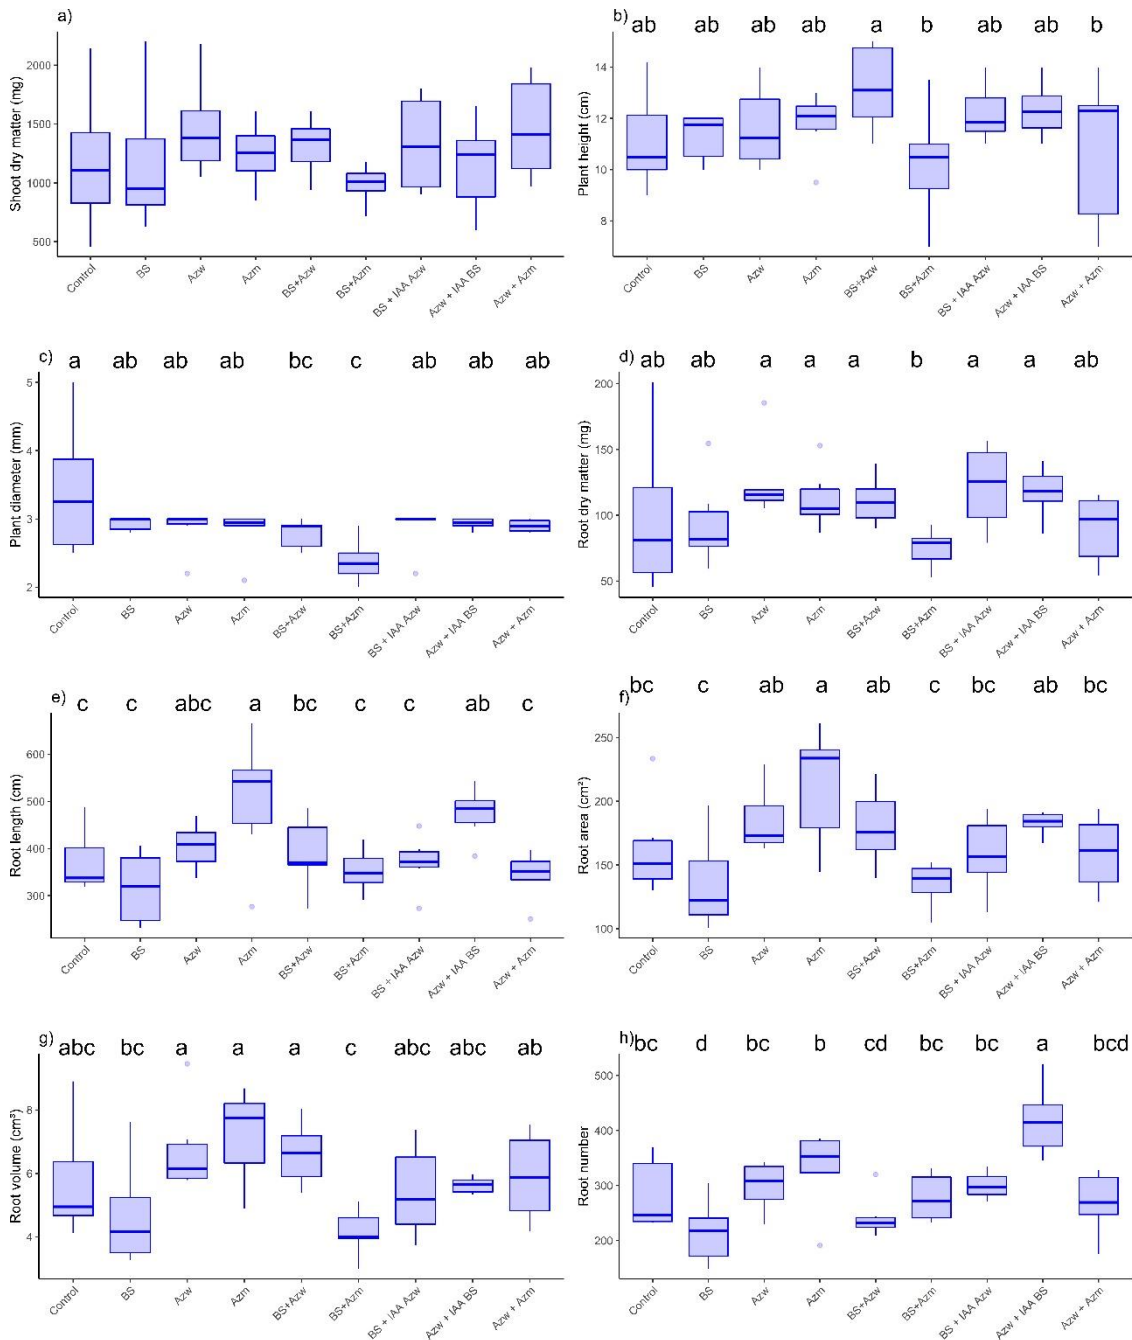 a)
Shoot dry matter (mg)
2000
1500
1000
500
Control BS Azw Azm BS+Azw BS+Azm BS + IAA Azw Azw + IAA BS Azw + Azm
b) ab ab ab ab a b ab ab b
Plant height (cm)
14
12
10
8
Control BS Azw Azm BS+Azw BS+Azm BS + IAA Azw Azw + IAA BS Azw + Azm
c) a ab ab ab bc c ab ab ab
Plant diameter (mm)
5
4
3
2
Control BS Azw Azm BS+Azw BS+Azm BS + IAA Azw Azw + IAA BS Azw + Azm
d) ab ab a a a b a a ab
Root dry matter (mg)
200
150
100
50
Control BS Azw Azm BS+Azw BS+Azm BS + IAA Azw Azw + IAA BS Azw + Azm
e) c c abc a bc c c ab c
Root length (cm)
600
500
400
300
Control BS Azw Azm BS+Azw BS+Azm BS + IAA Azw Azw + IAA BS Azw + Azm
f) bc c ab a ab c bc ab bc
Root area (cm²)
250
200
150
100
Control BS Azw Azm BS+Azw BS+Azm BS + IAA Azw Azw + IAA BS Azw + Azm
g) abc bc a a a c abc abc ab
Root volume (cm³)
8
6
4
Control BS Azw Azm BS+Azw BS+Azm BS + IAA Azw Azw + IAA BS Azw + Azm
h) bc d bc b cd bc bc a bcd
Root number
500
400
300
200
Control BS Azw Azm BS+Azw BS+Azm BS + IAA Azw Azw + IAA BS Azw + Azm